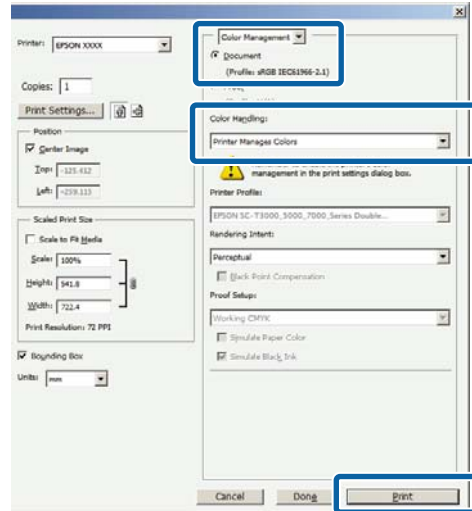 Printer: EPSON XXXX
Copies: 1
Print Settings...
Position
Center Image
Top: -125.412
Left: -259.113
Scaled Print Size
Scale to Fit Media
Scale: 100%
Height: 541.8
Width: 722.4
Print Resolution: 72 PPI
Bounding Box
Units: mm
Color Management
Document
(Profile: sRGB IEC61966-2.1)
Color Handling:
Printer Manages Colors
management in the print settings dialog box.
Printer Profile:
EPSON SC-T3000_5000_7000_Series Double...
Rendering Intent:
Perceptual
Black Point Compensation
Proof Setup:
Working CMYK
Simulate Paper Color
Simulate Black Ink
Cancel
Done
Print